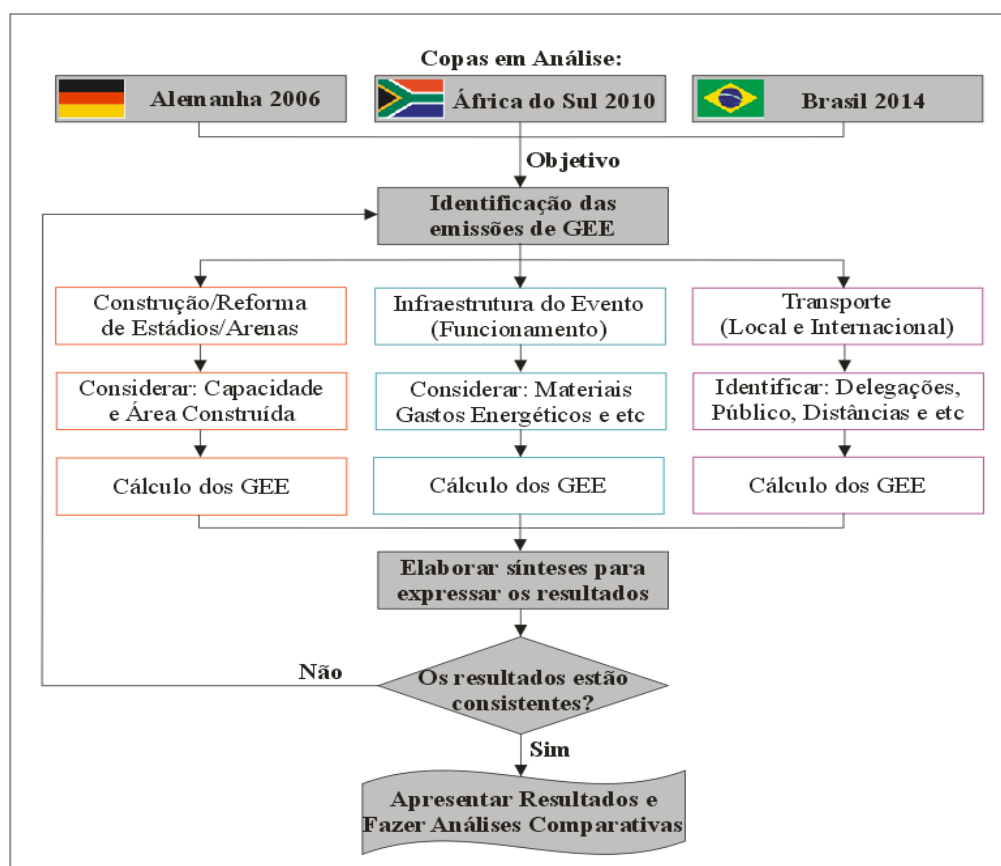 Copas em Análise:
Alemanha 2006
África do Sul 2010
Brasil 2014
Objetivo
Identificação das
emissões de GEE
Construção/Reforma
de Estádios/Arenas
Infraestrutura do Evento
(Funcionamento)
Transporte
(Local e Internacional)
Considerar: Capacidade
e Área Construída
Considerar: Materiais
Gastos Energéticos e etc
Identificar: Delegações,
Público, Distâncias e etc
Cálculo dos GEE
Cálculo dos GEE
Cálculo dos GEE
Elaborar sínteses para
expressar os resultados
Não
Os resultados estão
consistentes?
Sim
Apresentar Resultados e
Fazer Análises Comparativas